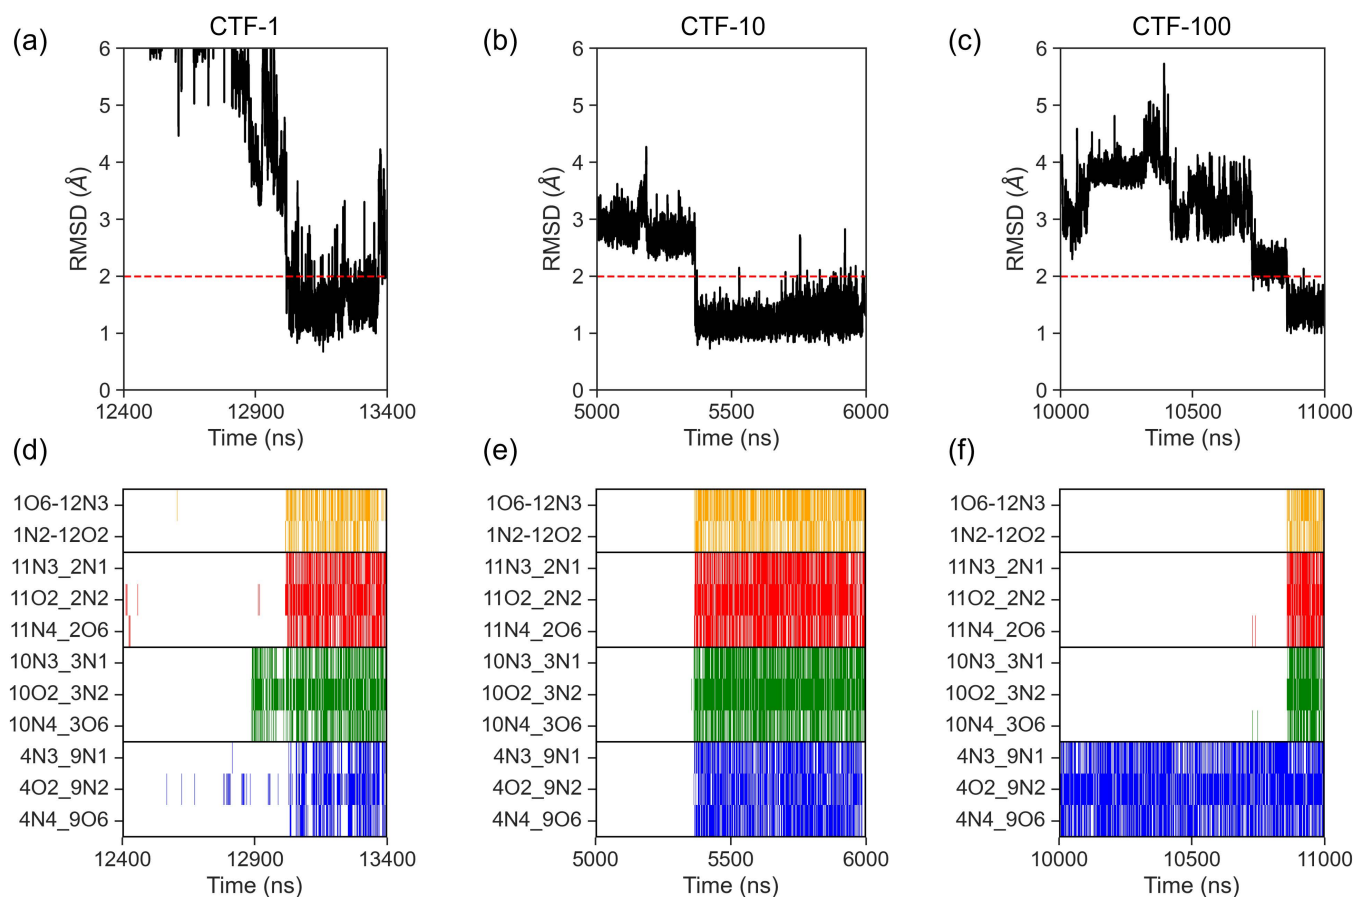 (a)
CTF-1
(b)
CTF-10
(c)
CTF-100
6
5
4
3
2
1
0
RMSD (Å)
12400
12900
13400
Time (ns)
6
5
4
3
2
1
0
RMSD (Å)
5000
5500
6000
Time (ns)
6
5
4
3
2
1
0
RMSD (Å)
10000
10500
11000
Time (ns)
(d)
1O6-12N3
1N2-12O2
11N3_2N1
11O2_2N2
11N4_2O6
10N3_3N1
10O2_3N2
10N4_3O6
4N3_9N1
4O2_9N2
4N4_9O6
12400
12900
13400
Time (ns)
(e)
1O6-12N3
1N2-12O2
11N3_2N1
11O2_2N2
11N4_2O6
10N3_3N1
10O2_3N2
10N4_3O6
4N3_9N1
4O2_9N2
4N4_9O6
5000
5500
6000
Time (ns)
(f)
1O6-12N3
1N2-12O2
11N3_2N1
11O2_2N2
11N4_2O6
10N3_3N1
10O2_3N2
10N4_3O6
4N3_9N1
4O2_9N2
4N4_9O6
10000
10500
11000
Time (ns)